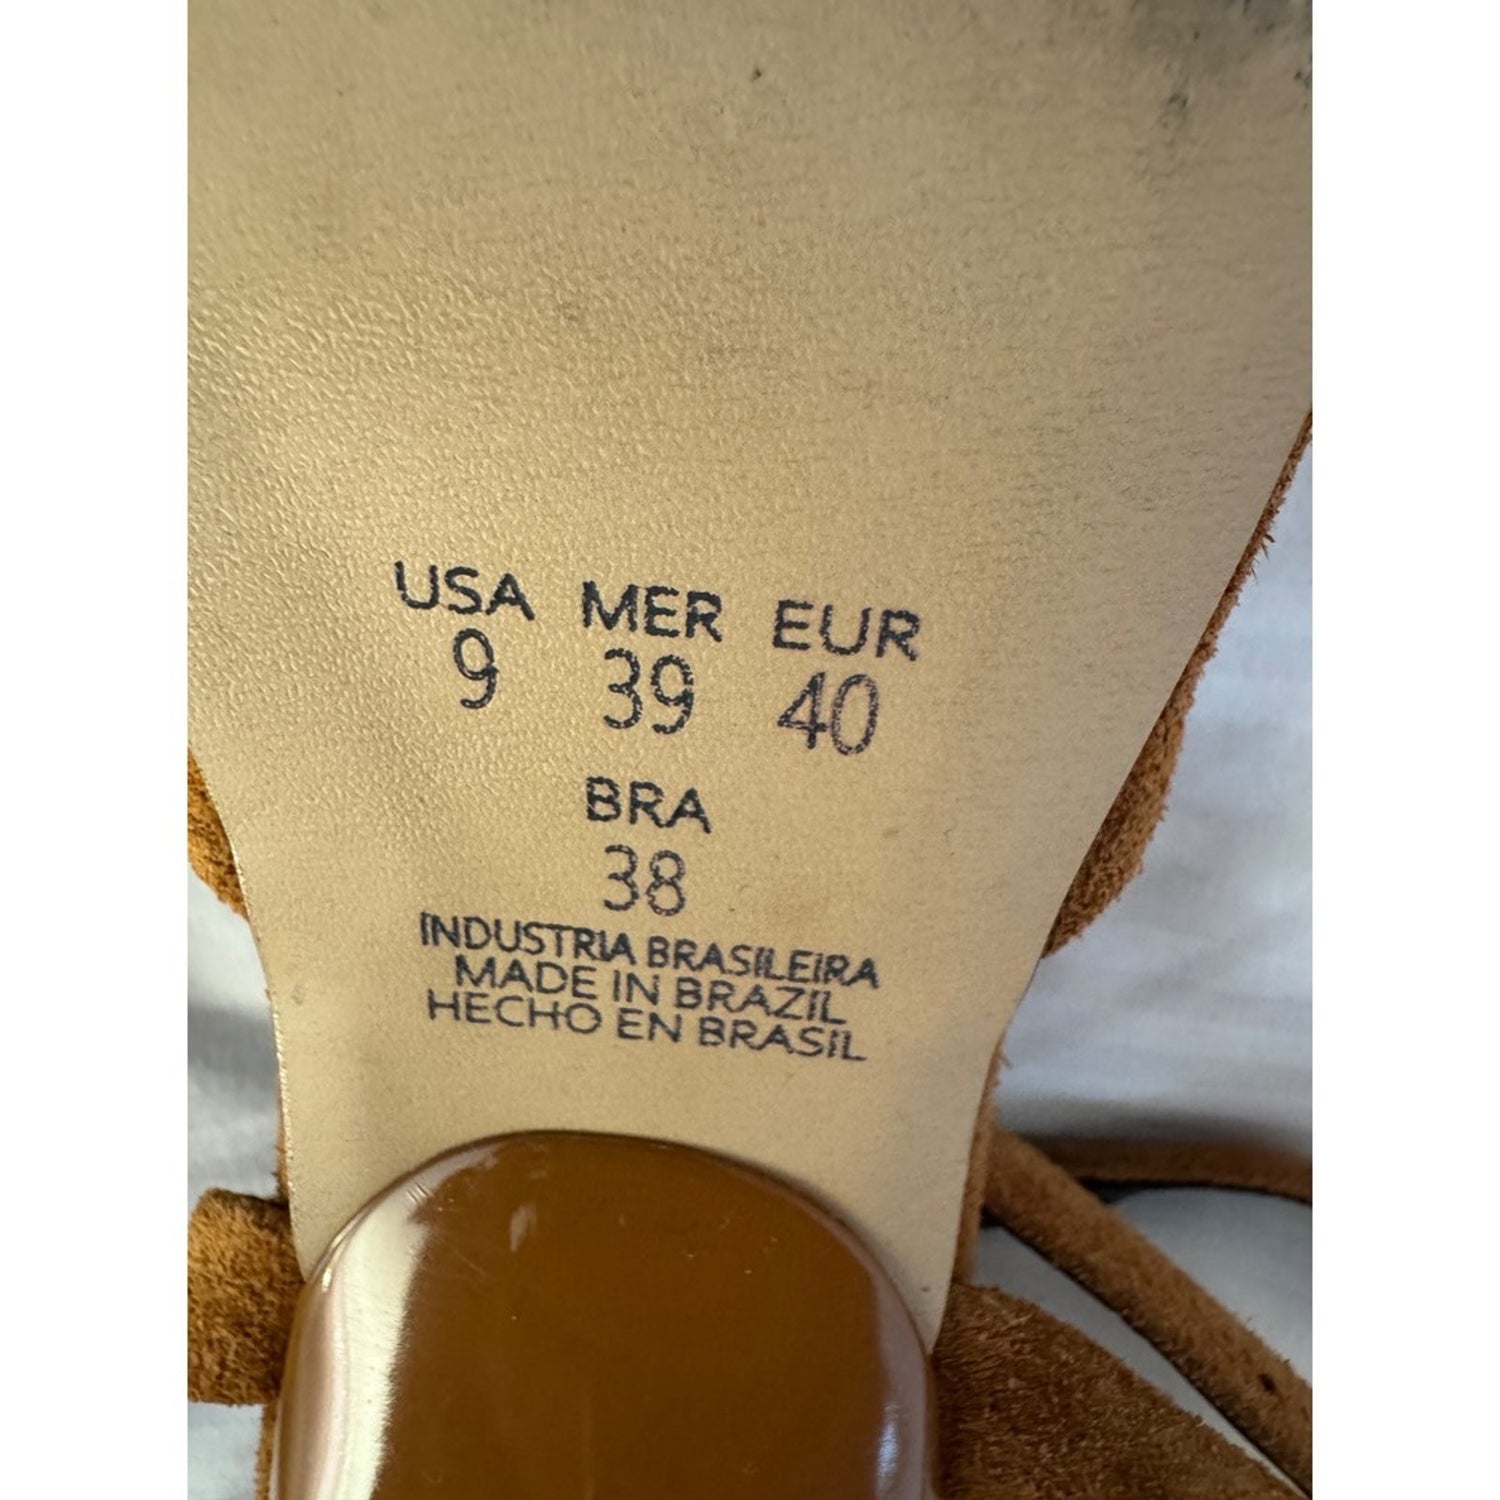 USA MER EUR
9 39 40
BRA
38
INDUSTRIA BRASILEIRA
MADE IN BRAZIL
HECHO EN BRASIL